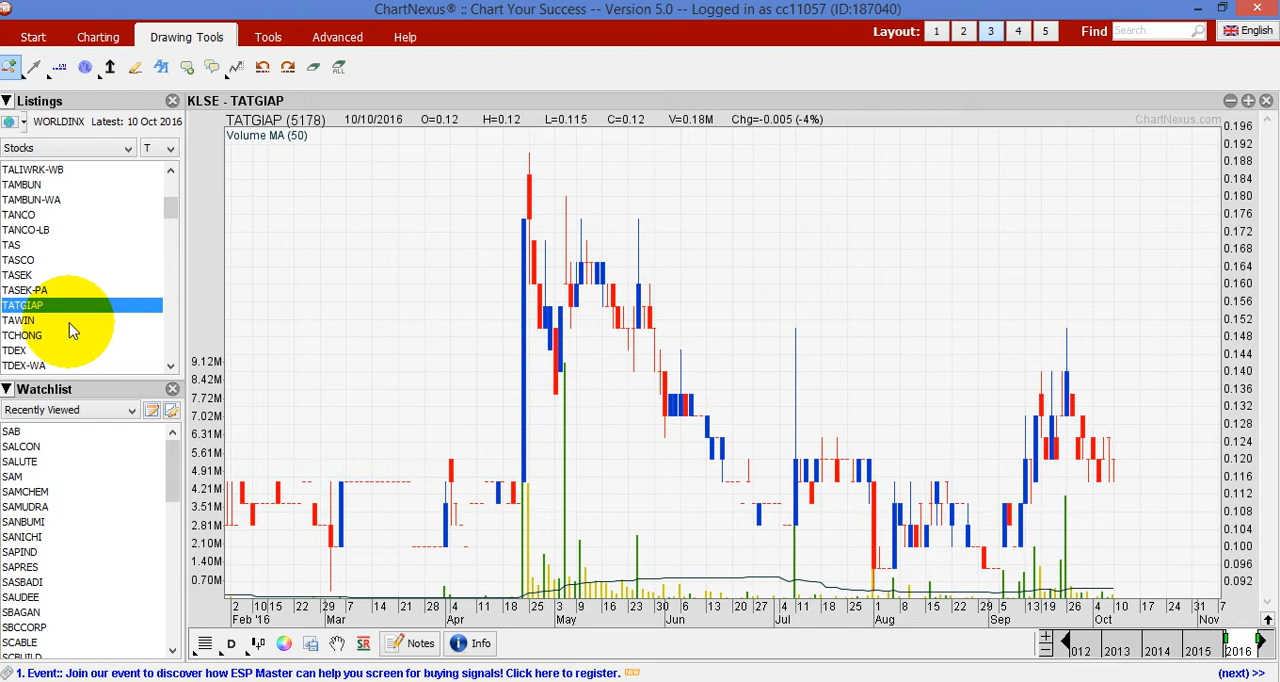 ChartNexus® :: Chart Your Success -- Version 5.0 -- Logged in as cc11057 (ID:187040)
Start Charting Drawing Tools Tools Advanced Help Layout: 1 2 3 4 5 Find Search English
ALL
Listings
WORLDINX Latest: 10 Oct 2016
Stocks T
TALIWRK-WB
TAMBUN
TAMBUN-WA
TANCO
TANCO-LB
TAS
TASCO
TASEK
TASEK-PA
TATGIAP
TAWIN
TCHONG
TDEX
TDEX-WA
Watchlist
Recently Viewed
SAB
SALCON
SALUTE
SAM
SAMCHEM
SAMUDRA
SANBUMI
SANICHI
SAPIND
SAPRES
SASBADI
SAUDEE
SBAGAN
SBCCORP
SCABLE
SCBUILD
KLSE - TATGIAP
TATGIAP (5178) 10/10/2016 O=0.12 H=0.12 L=0.115 C=0.12 V=0.18M Chg=-0.005 (-4%) ChartNexus.com
Volume MA (50)
0.196
0.192
0.188
0.184
0.180
0.176
0.172
0.168
0.164
0.160
0.156
0.152
0.148
0.144
0.140
0.136
0.132
0.128
0.124
0.120
0.116
0.112
0.108
0.104
0.100
0.096
0.092
9.12M
8.42M
7.72M
7.02M
6.31M
5.61M
4.91M
4.21M
3.51M
2.81M
2.10M
1.40M
0.70M
2 10 15 22 2 7 14 21 28 4 11 18 25 3 9 16 23 30 6 13 20 27 4 11 18 25 1 8 15 22 29 5 13 19 26 4 10 17 24 31 7
Feb '16 Mar Apr May Jun Jul Aug Sep Oct Nov
D SR Notes Info 012 2013 2014 2015 2016
1. Event:: Join our event to discover how ESP Master can help you screen for buying signals! Click here to register. NEW (next) >>